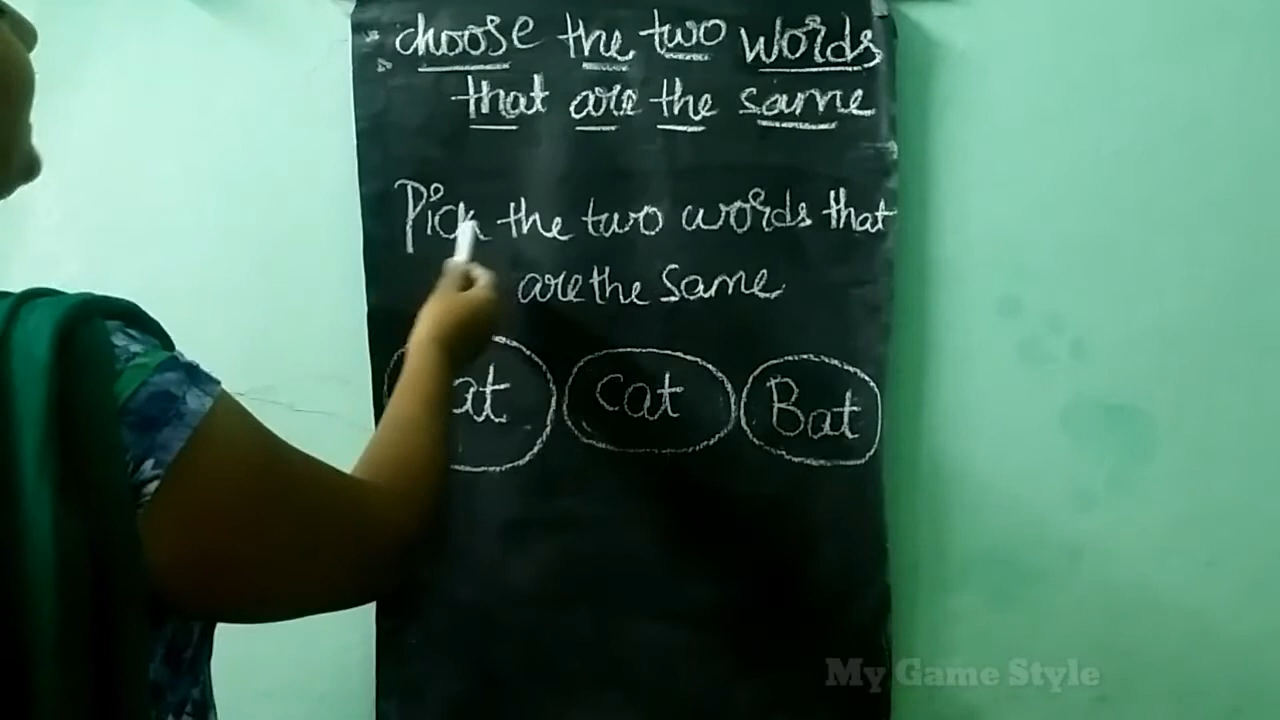 choose the two words
that are the same
Pick the two words that
are the same
at cat Bat
My Game Style